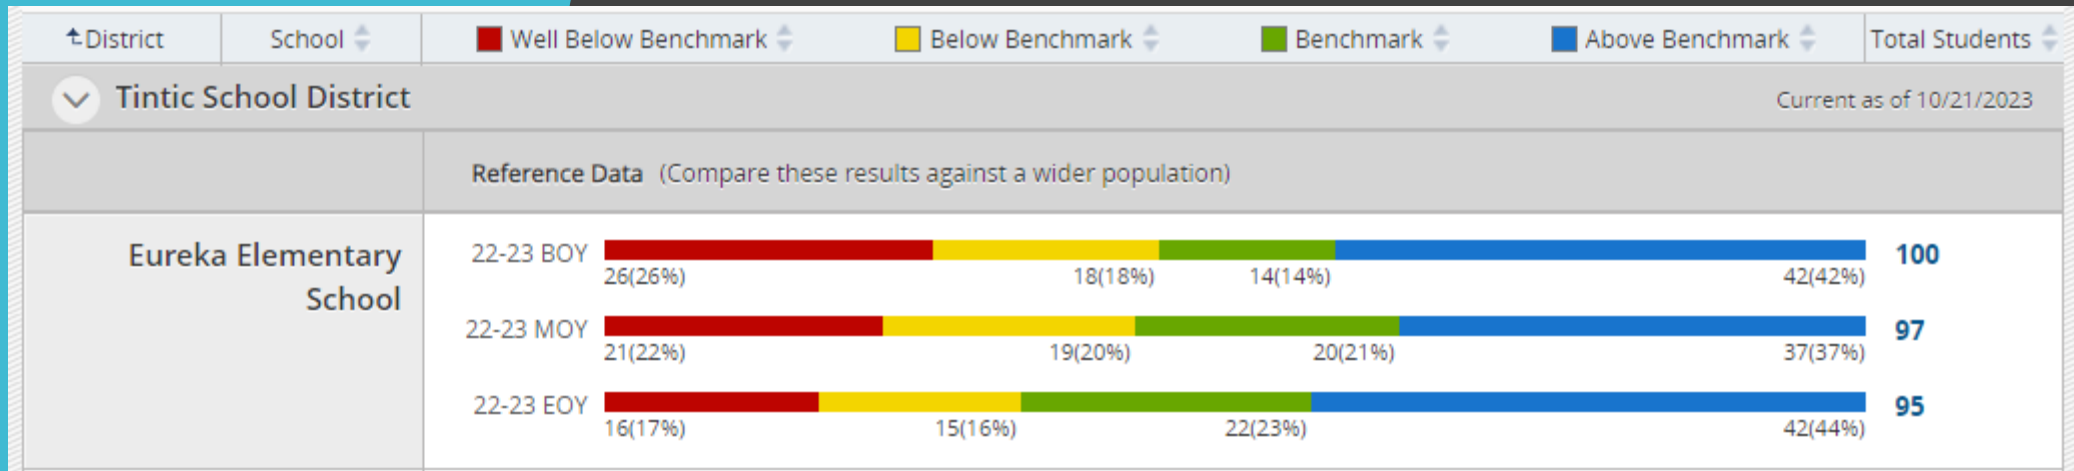 District School Well Below Benchmark Below Benchmark Benchmark Above Benchmark Total Students
Tintic School District Current as of 10/21/2023
Reference Data (Compare these results against a wider population)
Eureka Elementary School
22-23 BOY 100
26(26%) 18(18%) 14(14%) 42(42%)
22-23 MOY 97
21(22%) 19(20%) 20(21%) 37(37%)
22-23 EOY 95
16(17%) 15(16%) 22(23%) 42(44%)